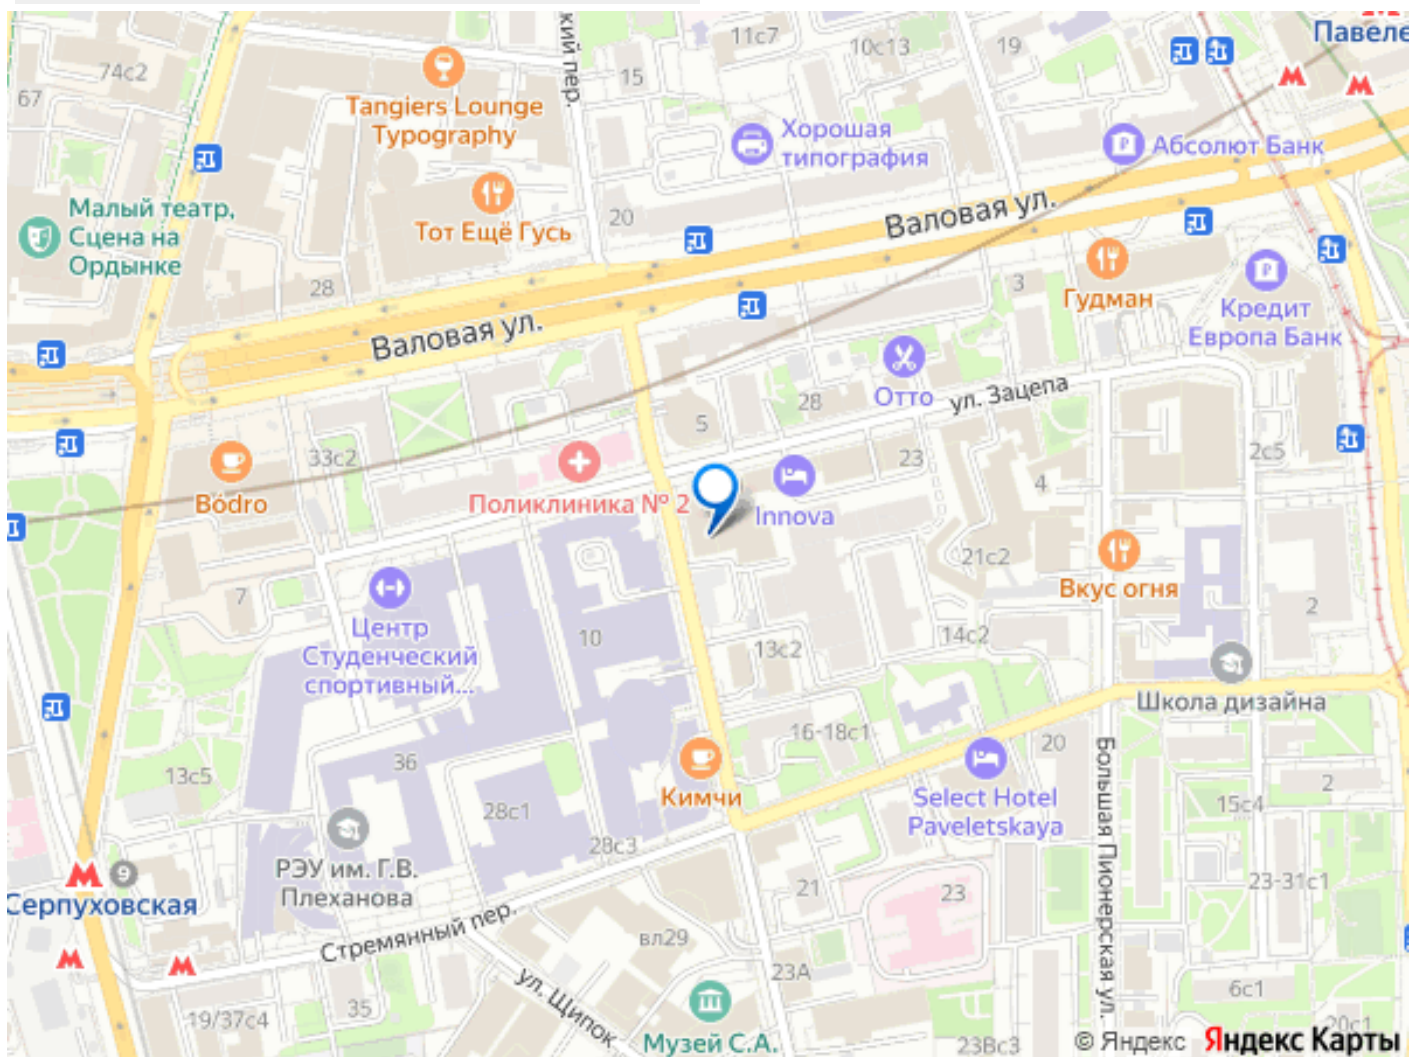 Павеле
кий пер.
11с7
10с13
19
74с2
67
15
Tangiers Lounge
Typography
Хорошая
типография
Абсолют Банк
Малый театр,
Сцена на
Ордынке
Тот Ещё Гусь
20
Валовая ул.
28
3
Гудман
Кредит
Европа Банк
Валовая ул.
Отто
ул. Зацепа
28
5
33с2
Bódro
Поликлиника № 2
Innova
23
4
2с5
21с2
Вкус огня
7
Центр
Студенческий
спортивный...
10
13с2
14с2
2
Школа дизайна
16-18с1
20
36
13с5
Кимчи
Select Hotel
Paveletskaya
Большая Пионерская ул.
2
15с4
28с1
28с3
РЭУ им. Г.В.
Плеханова
9
Серпуховская
21
23
23-31с1
Стремянный пер.
вл29
23А
ул. Щипок
35
19/37с4
6с1
20с1
Музей С.А.
23Вс3
© Яндекс Яндекс Карты